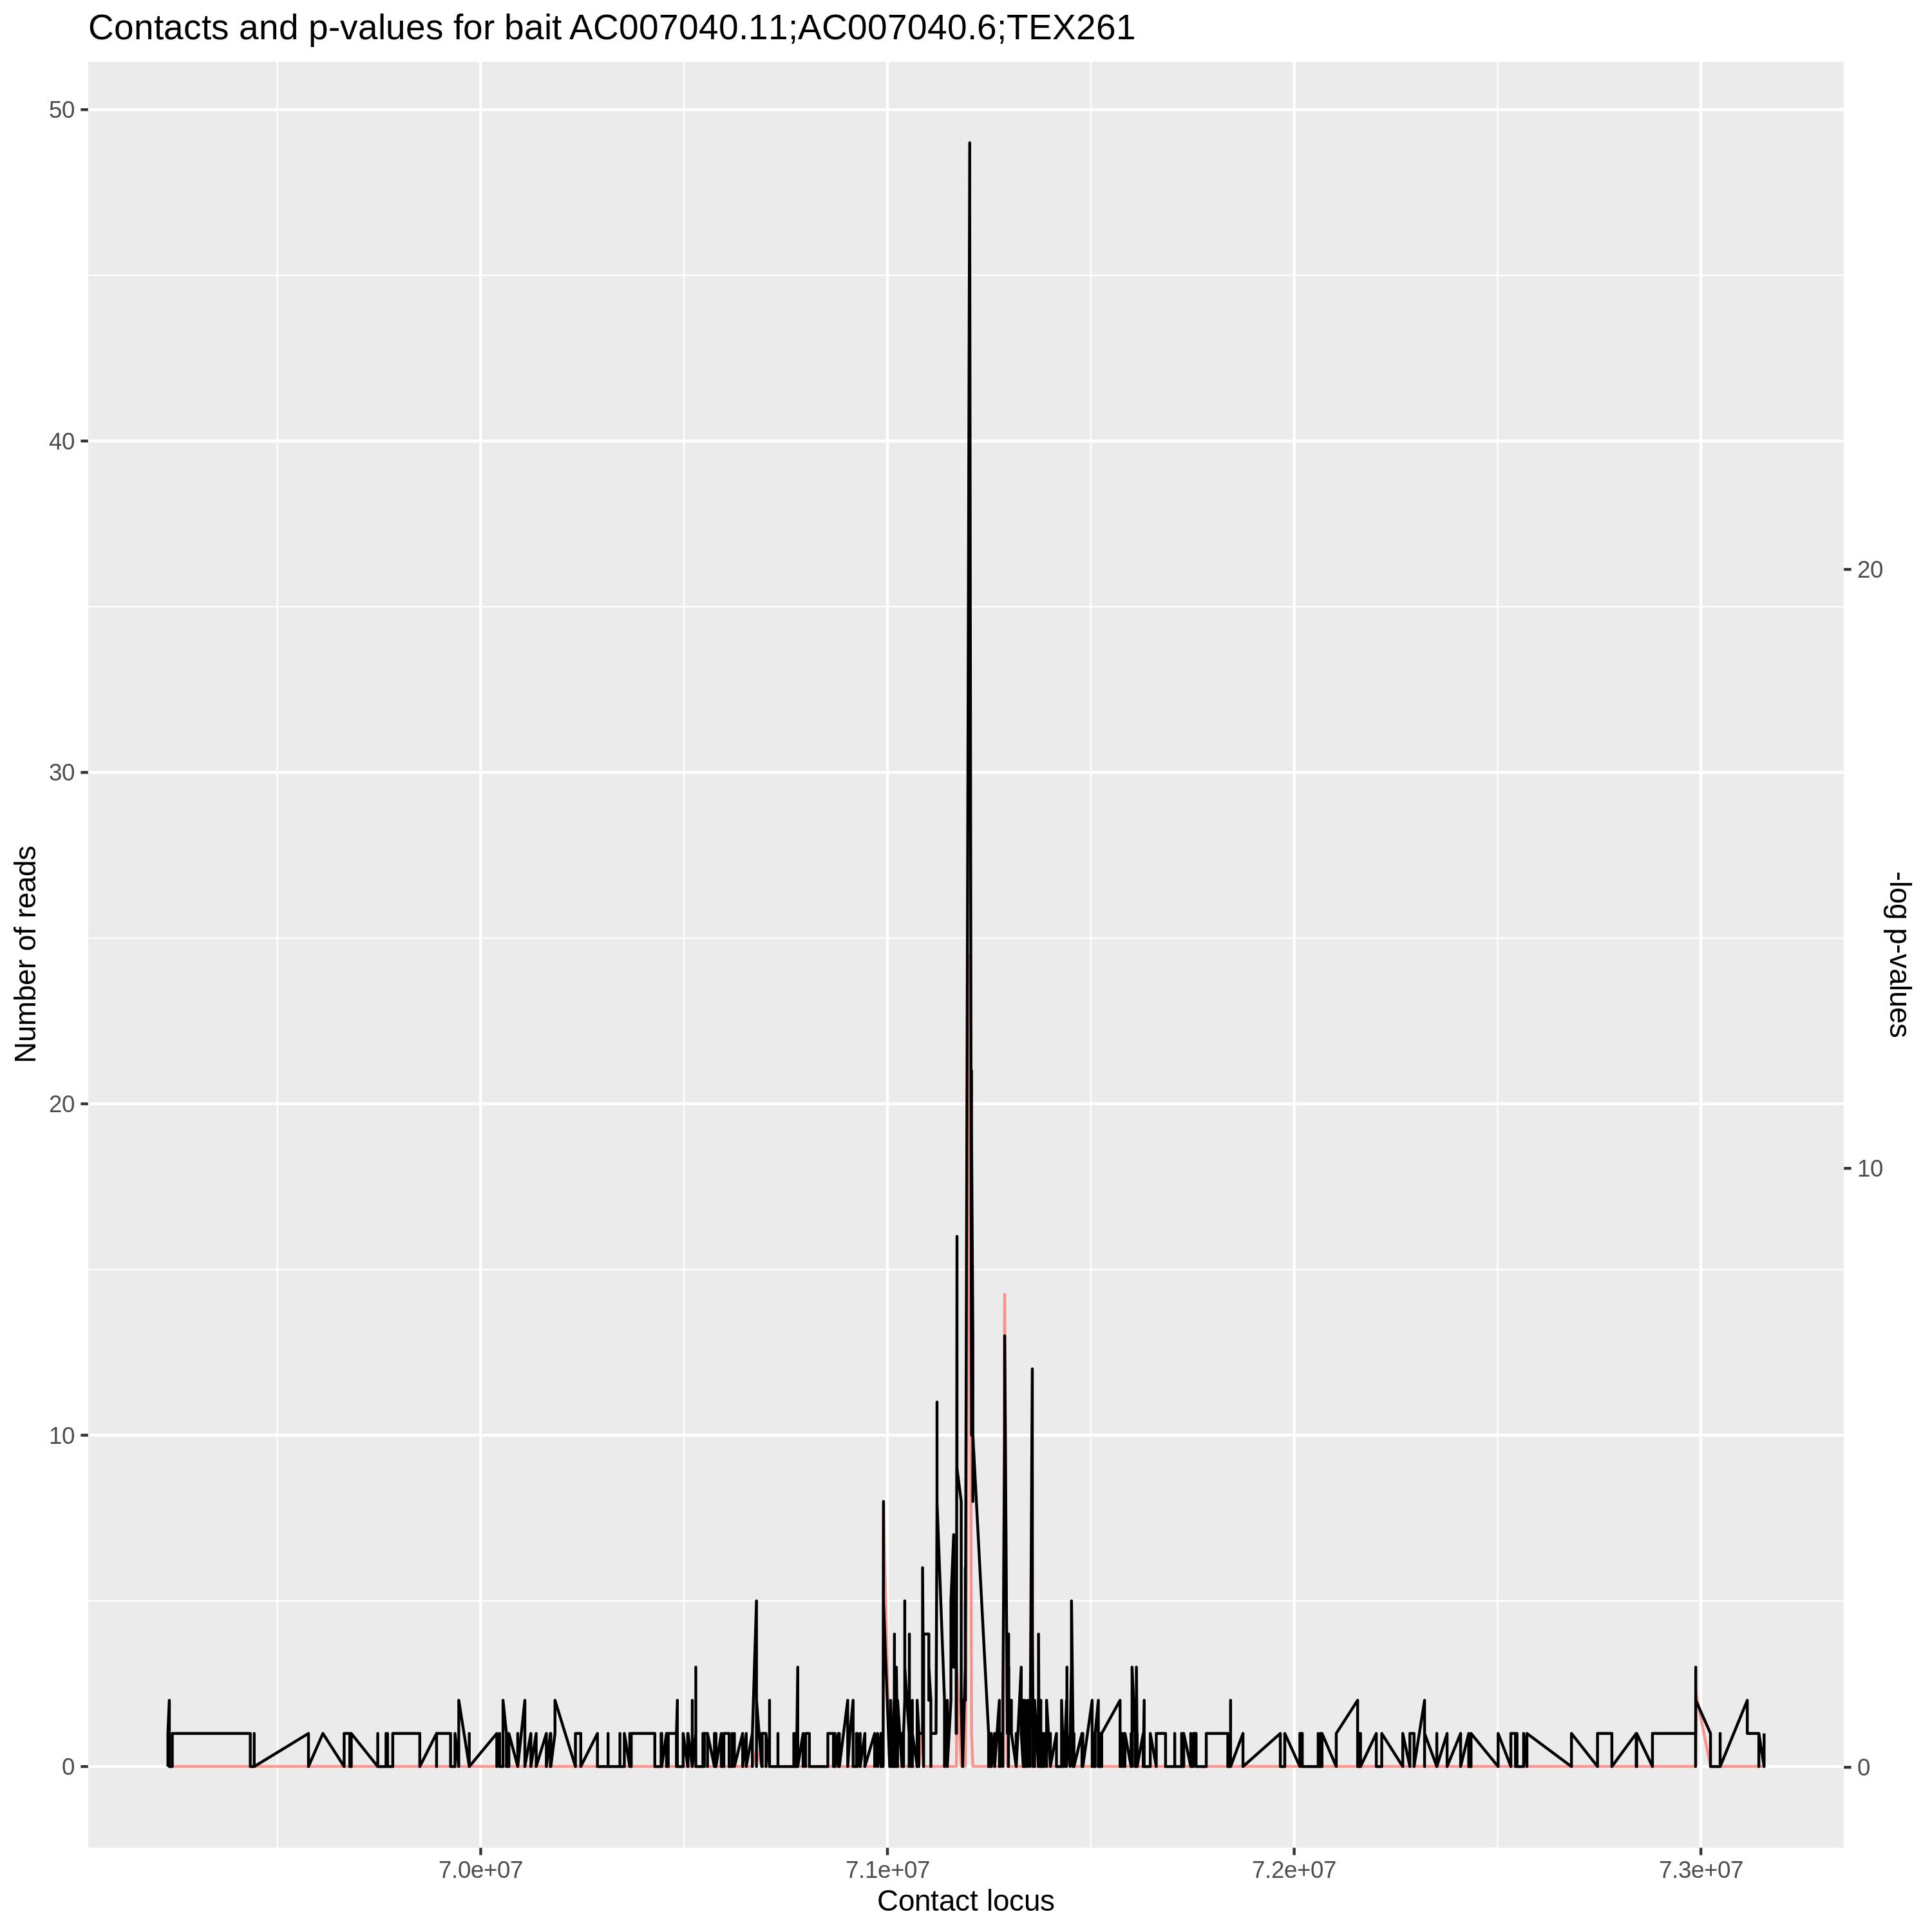 Contacts and p-values for bait AC007040.11;AC007040.6;TEX261
50
40
30
20
10
0
Number of reads
20
10
0
-log p-values
7.0e+07
7.1e+07
7.2e+07
7.3e+07
Contact locus